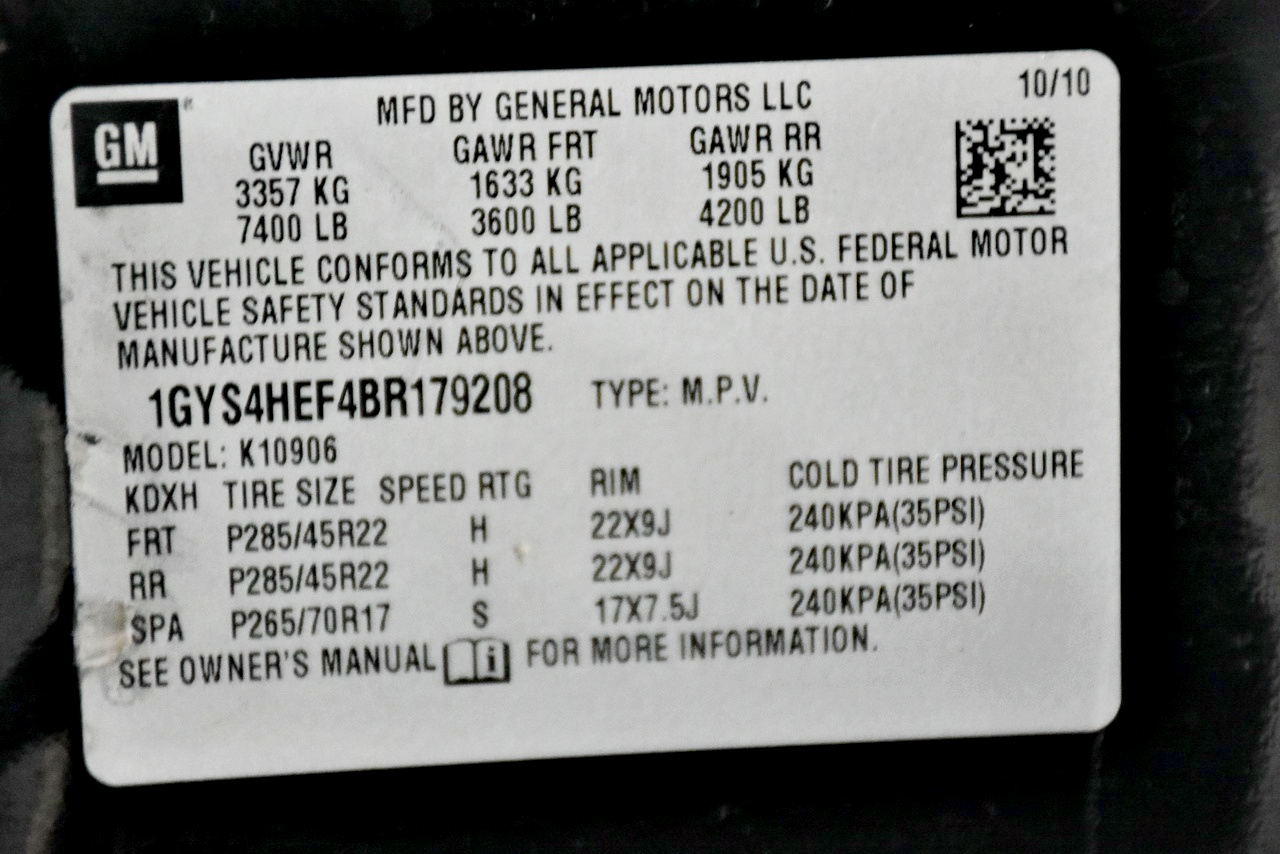 GM ®
MFD BY GENERAL MOTORS LLC 10/10
GVWR GAWR FRT GAWR RR
3357 KG 1633 KG 1905 KG
7400 LB 3600 LB 4200 LB
THIS VEHICLE CONFORMS TO ALL APPLICABLE U.S. FEDERAL MOTOR
VEHICLE SAFETY STANDARDS IN EFFECT ON THE DATE OF
MANUFACTURE SHOWN ABOVE.
1GYS4HEF4BR179208 TYPE: M.P.V.
MODEL: K10906
KDXH TIRE SIZE SPEED RTG RIM COLD TIRE PRESSURE
FRT P285/45R22 H 22X9J 240KPA(35PSI)
RR P285/45R22 H 22X9J 240KPA(35PSI)
SPA P265/70R17 S 17X7.5J 240KPA(35PSI)
SEE OWNER'S MANUAL i FOR MORE INFORMATION.